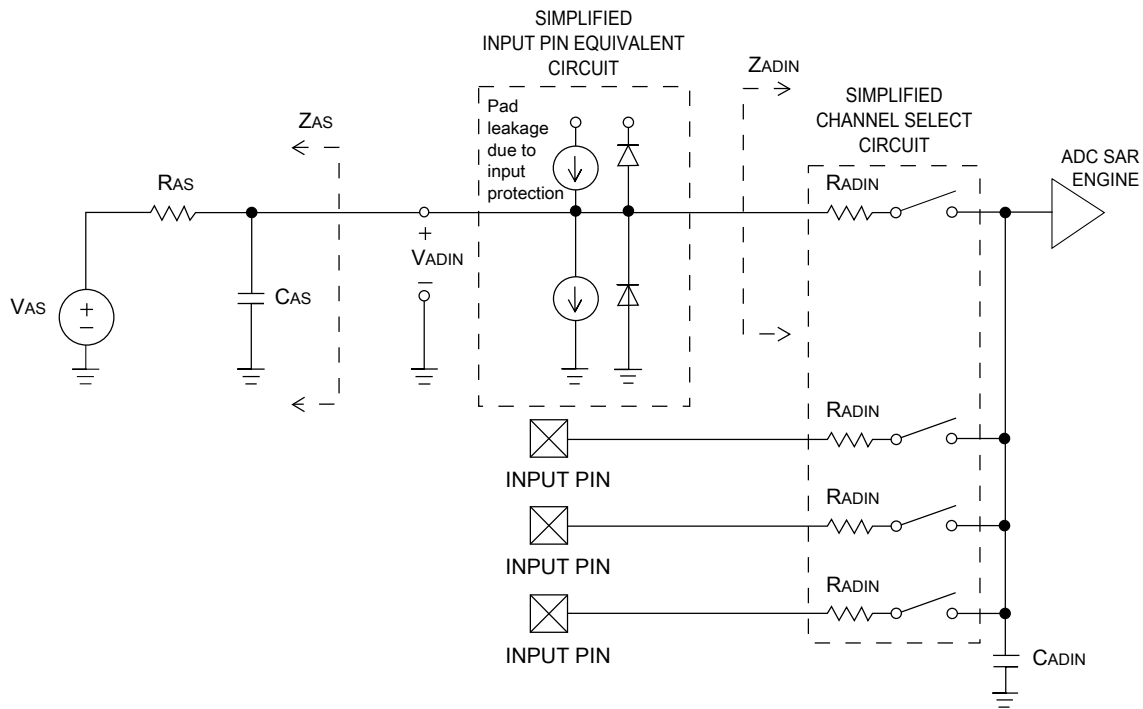 SIMPLIFIED
INPUT PIN EQUIVALENT
CIRCUIT
ZADIN
SIMPLIFIED
CHANNEL SELECT
CIRCUIT
Pad
leakage
due to
input
protection
ZAS
RAS
RADIN
ADC SAR
ENGINE
+
VADIN
–
VAS
+
–
CAS
RADIN
INPUT PIN
RADIN
INPUT PIN
RADIN
INPUT PIN
CADIN